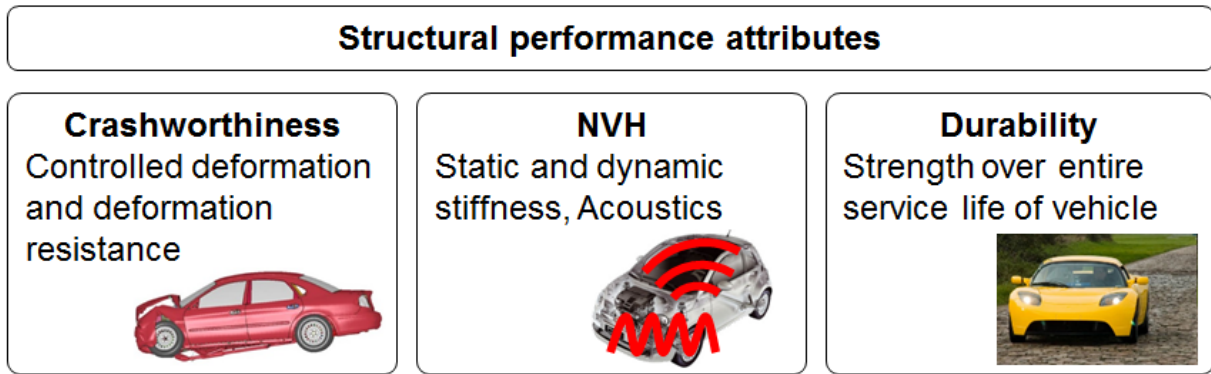 Structural performance attributes
Crashworthiness
Controlled deformation
and deformation
resistance
NVH
Static and dynamic
stiffness, Acoustics
Durability
Strength over entire
service life of vehicle